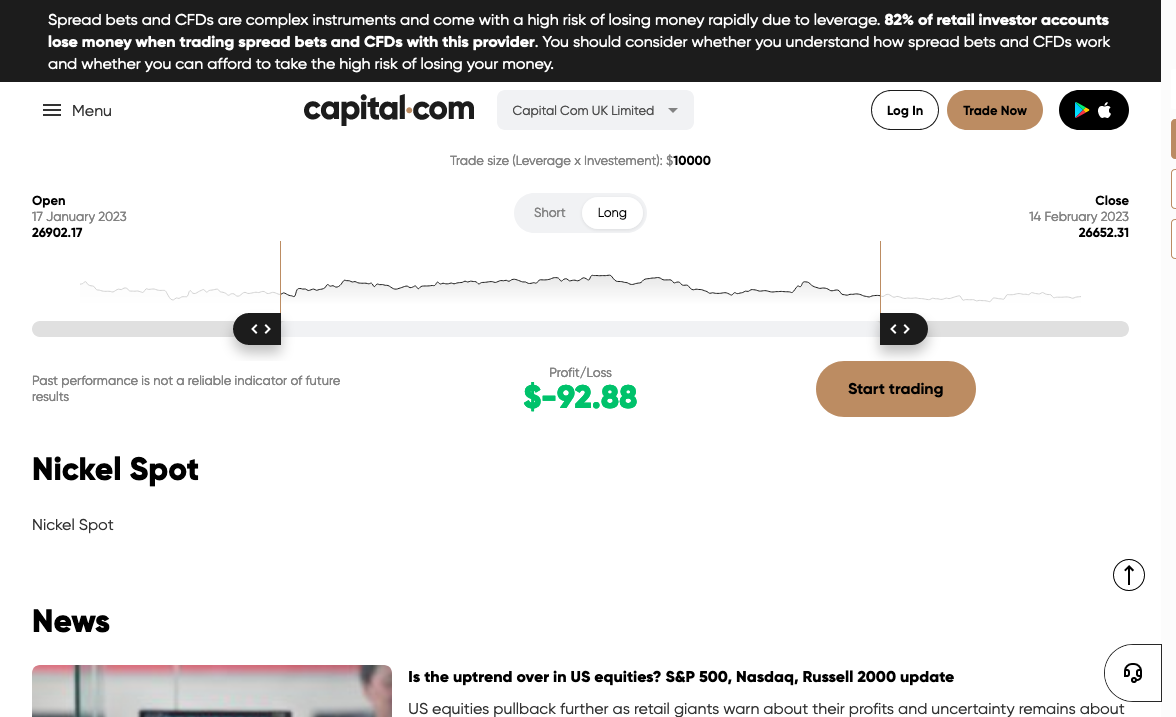 Spread bets and CFDs are complex instruments and come with a high risk of losing money rapidly due to leverage. 82% of retail investor accounts
lose money when trading spread bets and CFDs with this provider. You should consider whether you understand how spread bets and CFDs work
and whether you can afford to take the high risk of losing your money.
Menu
capital.com
Capital Com UK Limited
Log In
Trade Now
Trade size (Leverage x Investement): $10000
Open
17 January 2023
26902.17
Short
Long
Close
14 February 2023
26652.31
Past performance is not a reliable indicator of future
results
Profit/Loss
$-92.88
Start trading
Nickel Spot
Nickel Spot
News
Is the uptrend over in US equities? S&P 500, Nasdaq, Russell 2000 update
US equities pullback further as retail giants warn about their profits and uncertainty remains about